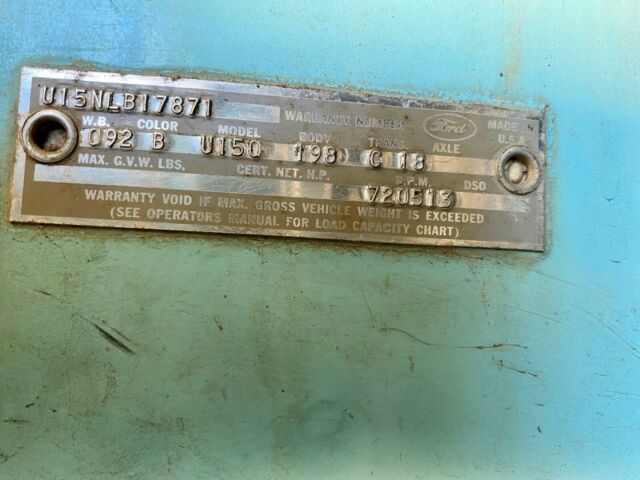 U15NLB17871
WARRANTY NUMBER Ford MADE IN U.S.A.
W.B. COLOR MODEL BODY TRANS. AXLE
092 B U150 198 C 18
MAX. G.V.W. LBS. CERT. NET. H.P. R.P.M. DSO
720513
WARRANTY VOID IF MAX. GROSS VEHICLE WEIGHT IS EXCEEDED
(SEE OPERATORS MANUAL FOR LOAD CAPACITY CHART)